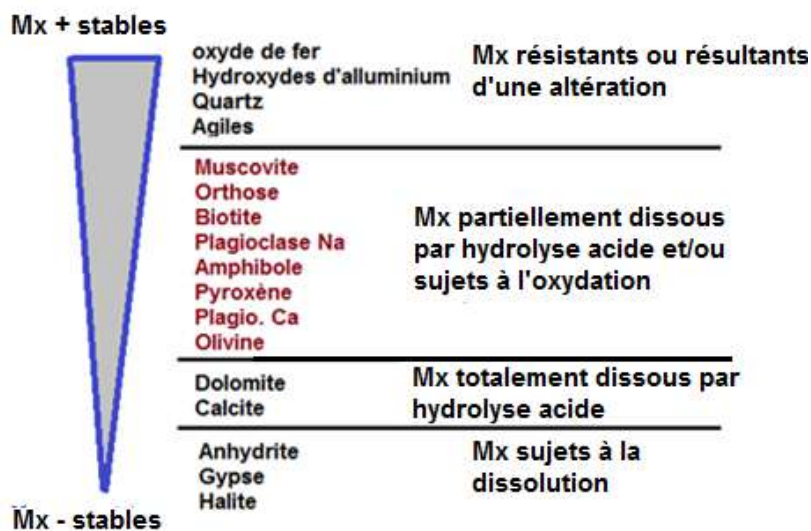 Mx + stables
oxyde de fer
Hydroxydes d'alluminium
Quartz
Agiles
Mx résistants ou résultants
d'une altération
Muscovite
Orthose
Biotite
Plagioclase Na
Amphibole
Pyroxène
Plagio. Ca
Olivine
Mx partiellement dissous
par hydrolyse acide et/ou
sujets à l'oxydation
Dolomite
Calcite
Mx totalement dissous par
hydrolyse acide
Anhydrite
Gypse
Halite
Mx sujets à la
dissolution
Mx - stables